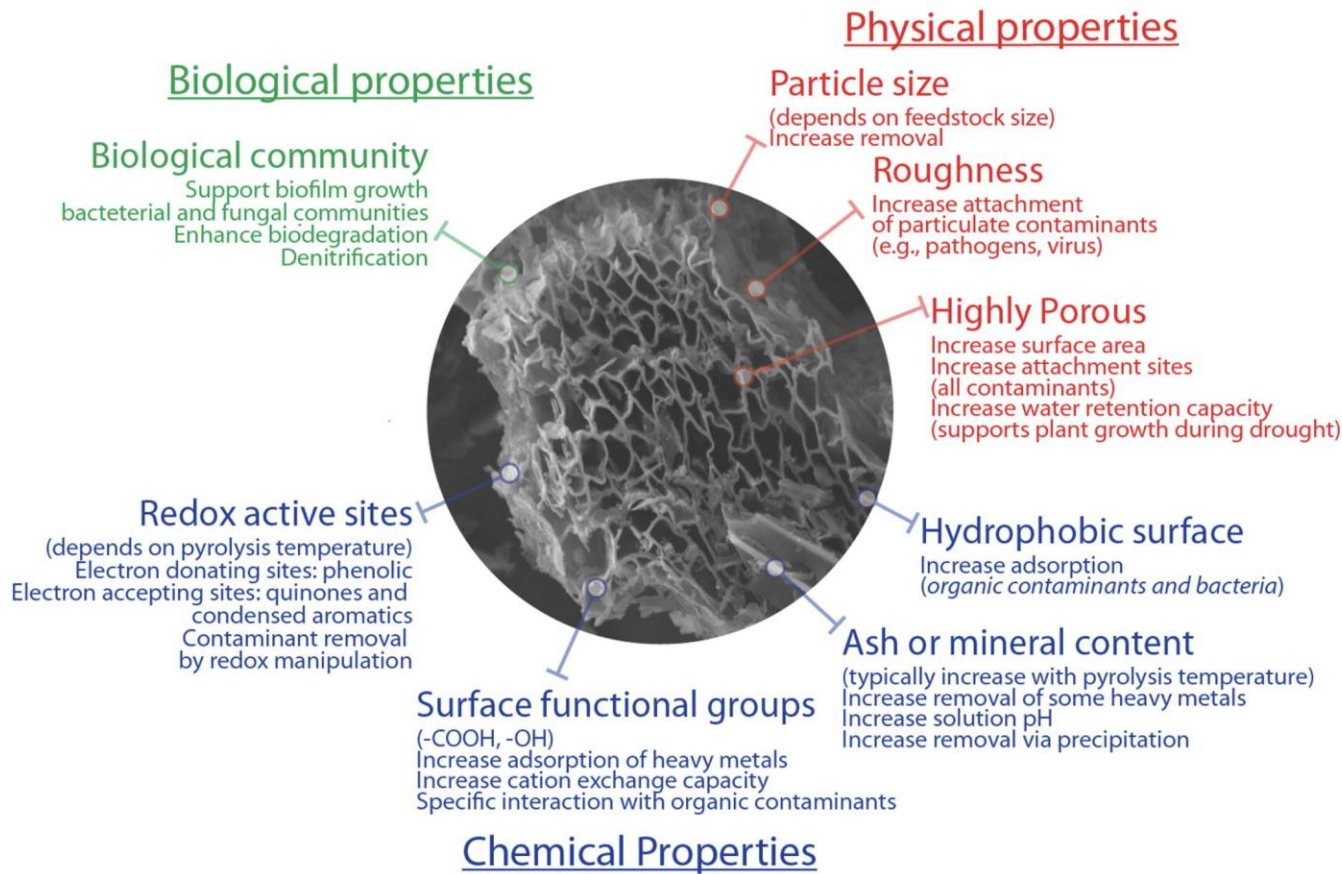 Biological properties
Biological community
Support biofilm growth
bacteterial and fungal communities
Enhance biodegradation
Denitrification
Physical properties
Particle size
(depends on feedstock size)
Increase removal
Roughness
Increase attachment
of particulate contaminants
(e.g., pathogens, virus)
Highly Porous
Increase surface area
Increase attachment sites
(all contaminants)
Increase water retention capacity
(supports plant growth during drought)
Redox active sites
(depends on pyrolysis temperature)
Electron donating sites: phenolic
Electron accepting sites: quinones and
condensed aromatics
Contaminant removal
by redox manipulation
Surface functional groups
(-COOH, -OH)
Increase adsorption of heavy metals
Increase cation exchange capacity
Specific interaction with organic contaminants
Hydrophobic surface
Increase adsorption
(organic contaminants and bacteria)
Ash or mineral content
(typically increase with pyrolysis temperature)
Increase removal of some heavy metals
Increase solution pH
Increase removal via precipitation
Chemical Properties